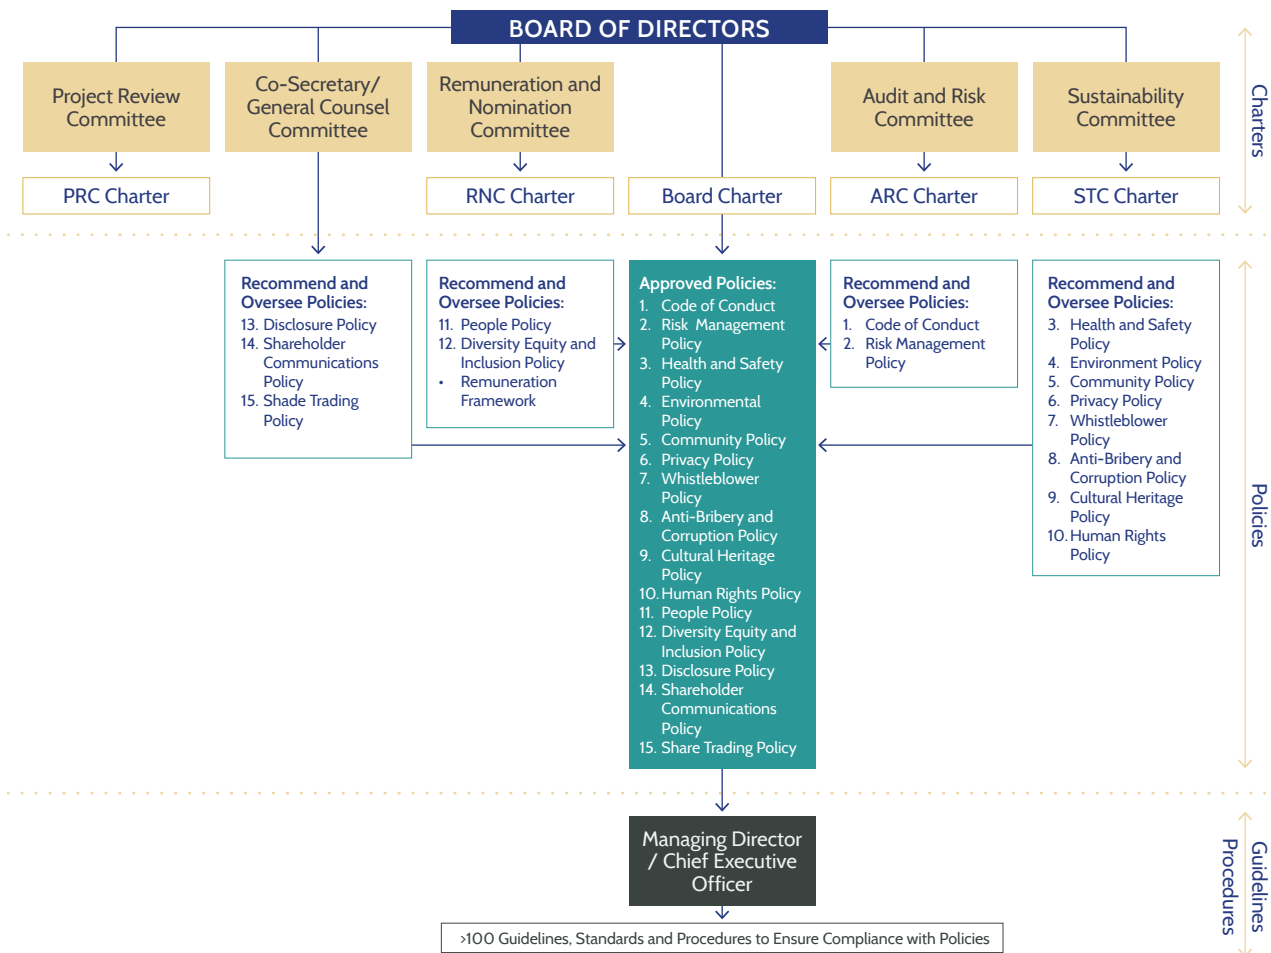 BOARD OF DIRECTORS
Project Review
Committee
Co-Secretary/
General Counsel
Committee
Remuneration and
Nomination
Committee
Audit and Risk
Committee
Sustainability
Committee
Charters
PRC Charter
RNC Charter
Board Charter
ARC Charter
STC Charter
Recommend and
Oversee Policies:
13. Disclosure Policy
14. Shareholder
Communications
Policy
15. Shade Trading
Policy
Recommend and
Oversee Policies:
11. People Policy
12. Diversity Equity and
Inclusion Policy
• Remuneration
Framework
Approved Policies:
1. Code of Conduct
2. Risk Management
Policy
3. Health and Safety
Policy
4. Environmental
Policy
5. Community Policy
6. Privacy Policy
7. Whistleblower
Policy
8. Anti-Bribery and
Corruption Policy
9. Cultural Heritage
Policy
10. Human Rights Policy
11. People Policy
12. Diversity Equity and
Inclusion Policy
13. Disclosure Policy
14. Shareholder
Communications
Policy
15. Share Trading Policy
Recommend and
Oversee Policies:
1. Code of Conduct
2. Risk Management
Policy
Recommend and
Oversee Policies:
3. Health and Safety
Policy
4. Environment Policy
5. Community Policy
6. Privacy Policy
7. Whistleblower
Policy
8. Anti-Bribery and
Corruption Policy
9. Cultural Heritage
Policy
10. Human Rights
Policy
Policies
Managing Director
/ Chief Executive
Officer
>100 Guidelines, Standards and Procedures to Ensure Compliance with Policies
Guidelines
Procedures